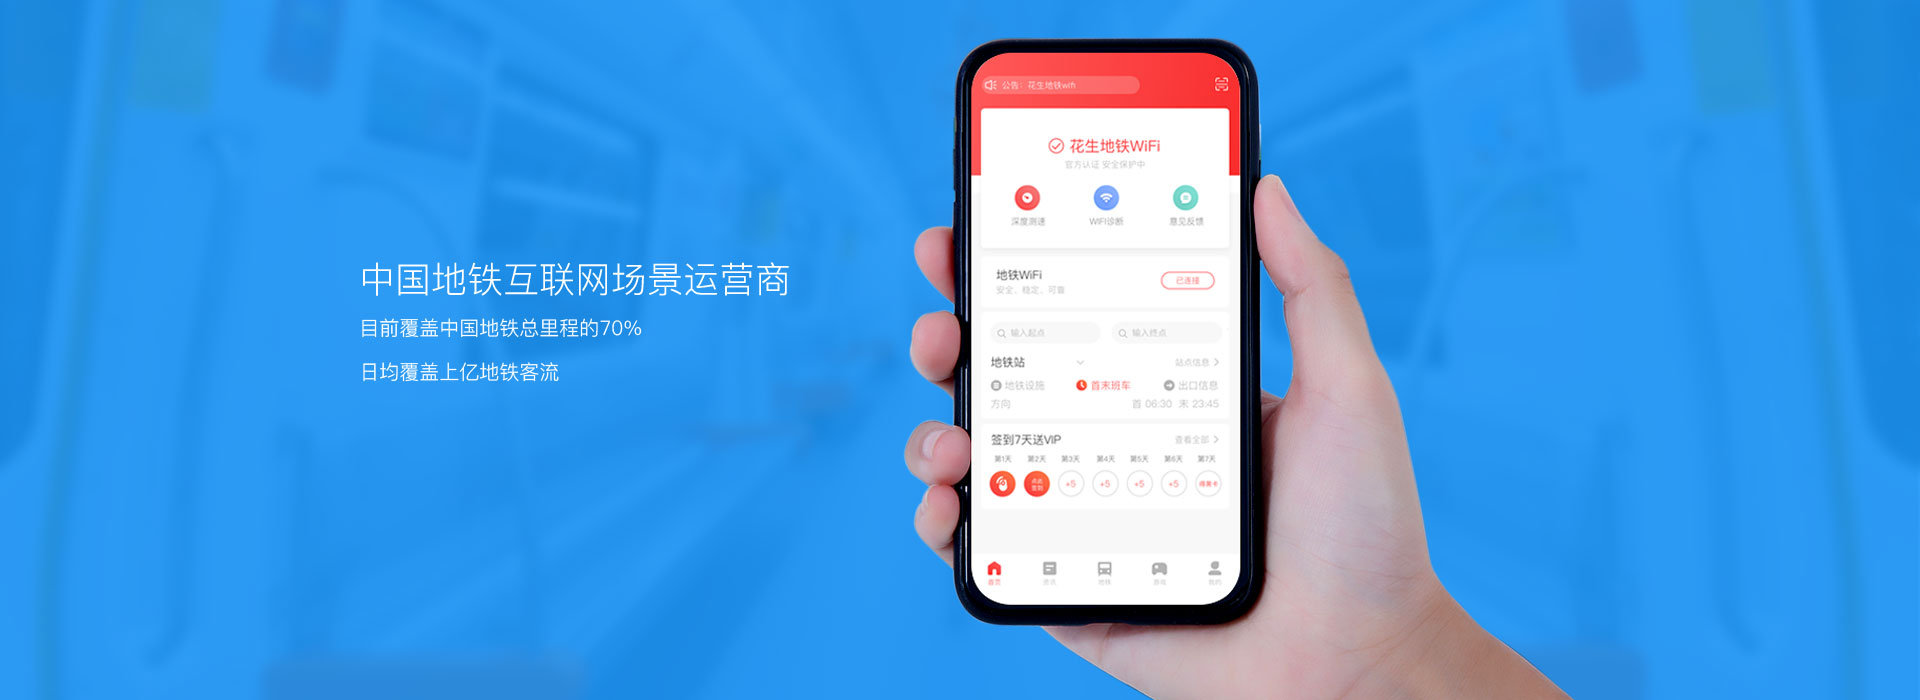 中国地铁互联网场景运营商
目前覆盖中国地铁总里程的70%
日均覆盖上亿地铁客流
公告：花生地铁wifi
花生地铁WiFi
官方认证 安全保护中
深度测速 WIFI诊断 意见反馈
地铁WiFi
已连接
安全、稳定、可靠
输入起点 输入终点
地铁站 站点信息
地铁设施 首末班车 出口信息
方向 首 06:30 末 23:45
签到7天送VIP 查看全部
第1天 第2天 第3天 第4天 第5天 第6天 第7天
点此
签到
+5 +5 +5 +5
首页 资讯 地铁 游戏 我的